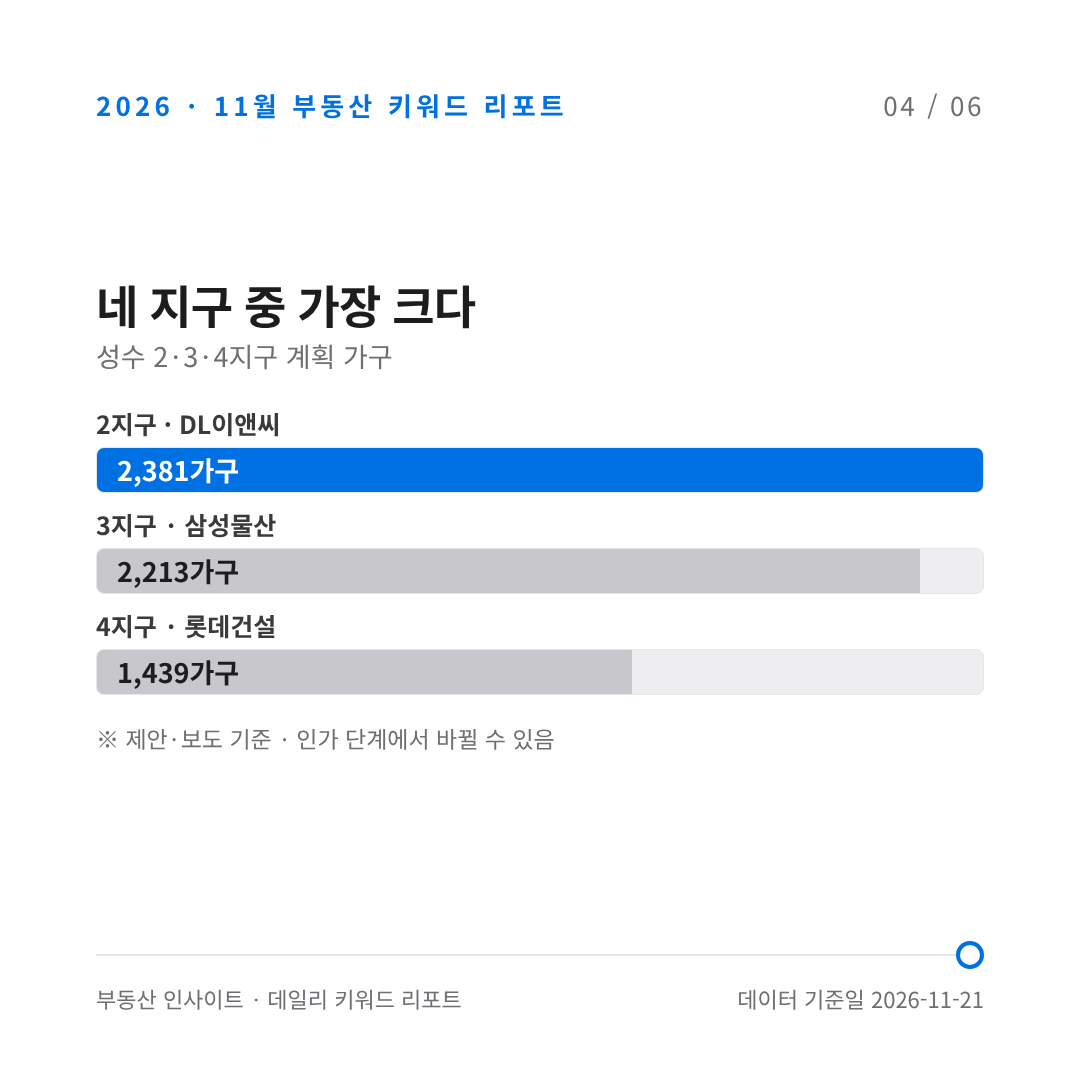 2026 · 11월 부동산 키워드 리포트
04 / 06
네 지구 중 가장 크다
성수 2·3·4지구 계획 가구
2지구 · DL이앤씨
2,381가구
3지구 · 삼성물산
2,213가구
4지구 · 롯데건설
1,439가구
※ 제안·보도 기준 · 인가 단계에서 바뀔 수 있음
부동산 인사이트 · 데일리 키워드 리포트
데이터 기준일 2026-11-21